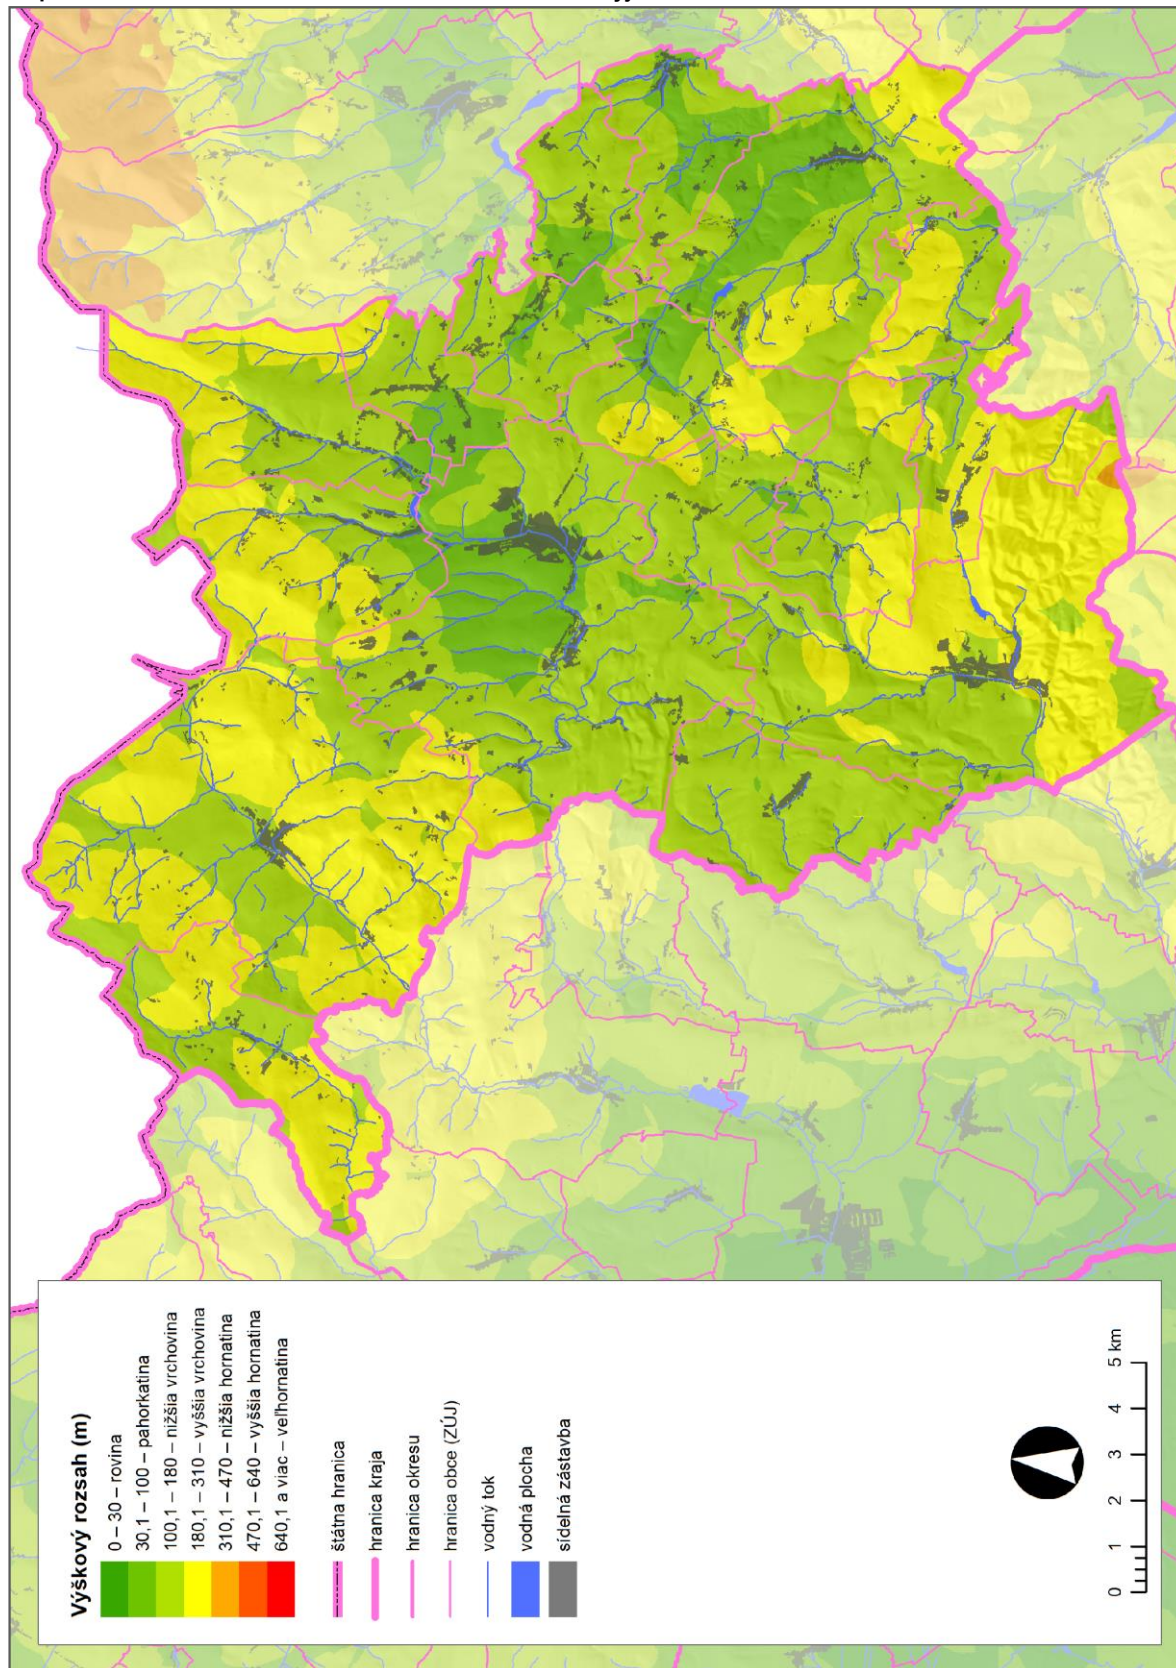 Výškový rozsah (m)
0 – 30 – rovina
30,1 – 100 – pahorkatina
100,1 – 180 – nižšia vrchovina
180,1 – 310 – vyššia vrchovina
310,1 – 470 – nižšia hornatina
470,1 – 640 – vyššia hornatina
640,1 a viac – veľhornatina
štátna hranica
hranica kraja
hranica okresu
hranica obce (ZÚJ)
vodný tok
vodná plocha
sídelná zástavba
0 1 2 3 4 5 km